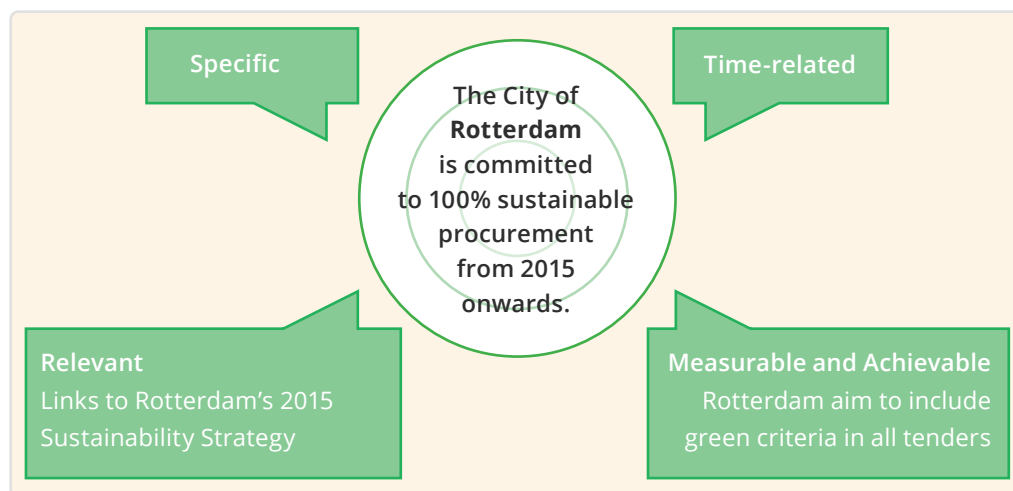 Specific
Time-related
The City of
Rotterdam
is committed
to 100% sustainable
procurement
from 2015
onwards.
Relevant
Links to Rotterdam's 2015
Sustainability Strategy
Measurable and Achievable
Rotterdam aim to include
green criteria in all tenders